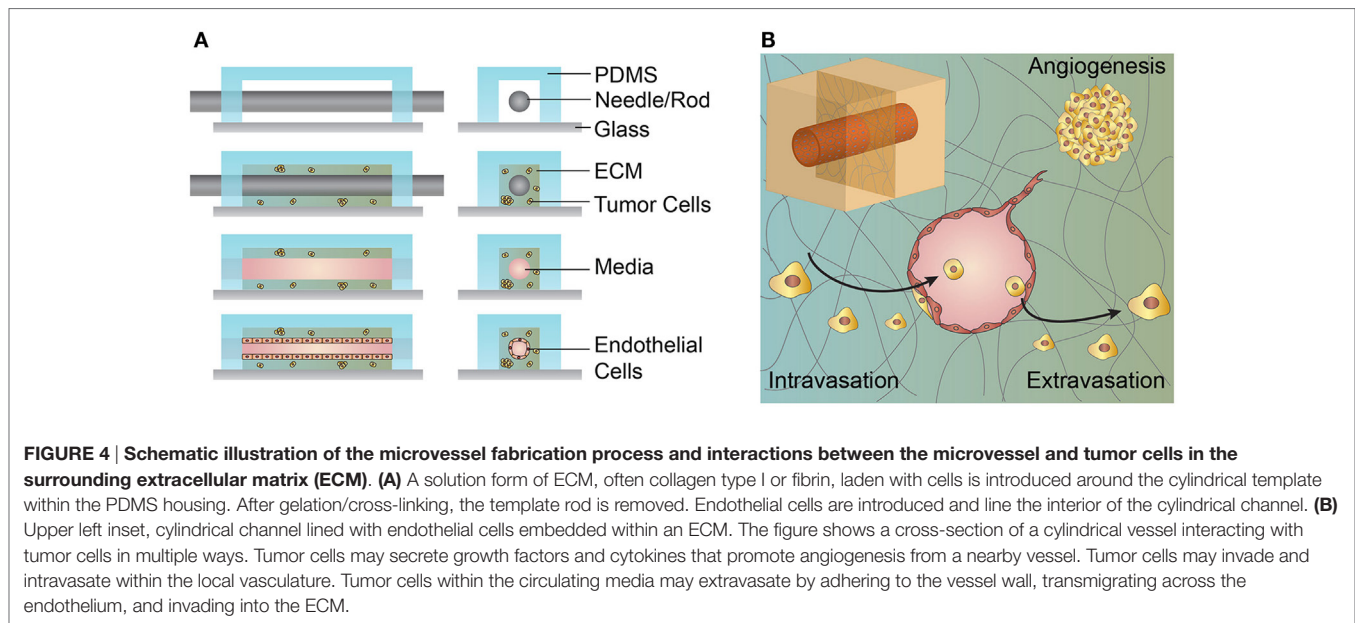 A
PDMS
Needle/Rod
Glass
ECM
Tumor Cells
Media
Endothelial
Cells
B
Angiogenesis
Intravasation
Extravasation
FIGURE 4 | Schematic illustration of the microvessel fabrication process and interactions between the microvessel and tumor cells in the
surrounding extracellular matrix (ECM). (A) A solution form of ECM, often collagen type I or fibrin, laden with cells is introduced around the cylindrical template
within the PDMS housing. After gelation/cross-linking, the template rod is removed. Endothelial cells are introduced and line the interior of the cylindrical channel. (B)
Upper left inset, cylindrical channel lined with endothelial cells embedded within an ECM. The figure shows a cross-section of a cylindrical vessel interacting with
tumor cells in multiple ways. Tumor cells may secrete growth factors and cytokines that promote angiogenesis from a nearby vessel. Tumor cells may invade and
intravasate within the local vasculature. Tumor cells within the circulating media may extravasate by adhering to the vessel wall, transmigrating across the
endothelium, and invading into the ECM.